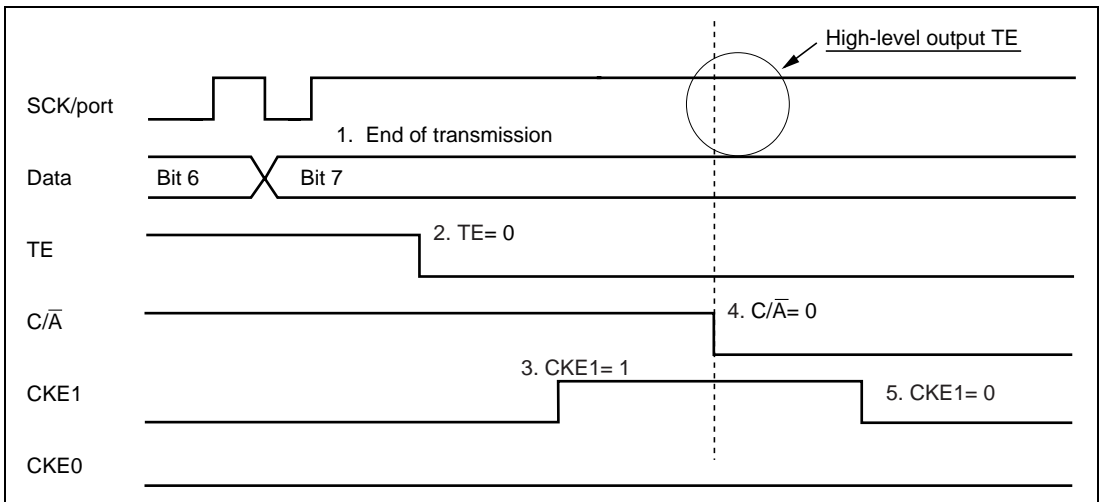 High-level output TE
SCK/port
1. End of transmission
Data
Bit 6
Bit 7
TE
2. TE= 0
C/A̅
4. C/A̅= 0
3. CKE1= 1
CKE1
5. CKE1= 0
CKE0